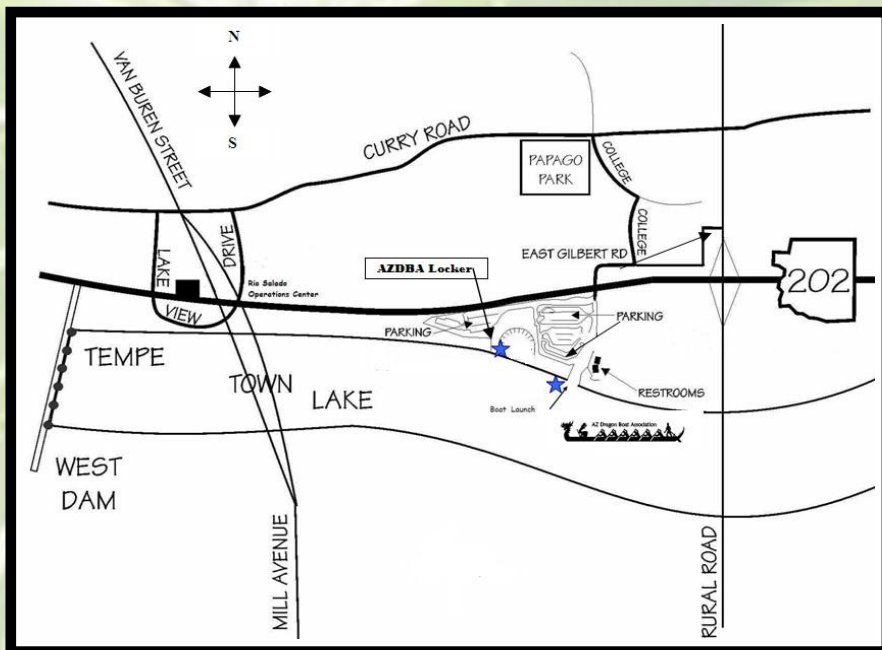 N
S
VAN BUREN STREET
CURRY ROAD
PAPAGO
PARK
COLLEGE
COLLEGE
EAST GILBERT RD
LAKE
VIEW
DRIVE
Rio Salado
Operations Center
AZDBA Locker
202
PARKING
PARKING
TEMPE
TOWN
LAKE
RESTROOMS
Boat Launch
AZ Dragon Boat Association
WEST
DAM
MILL AVENUE
RURAL ROAD